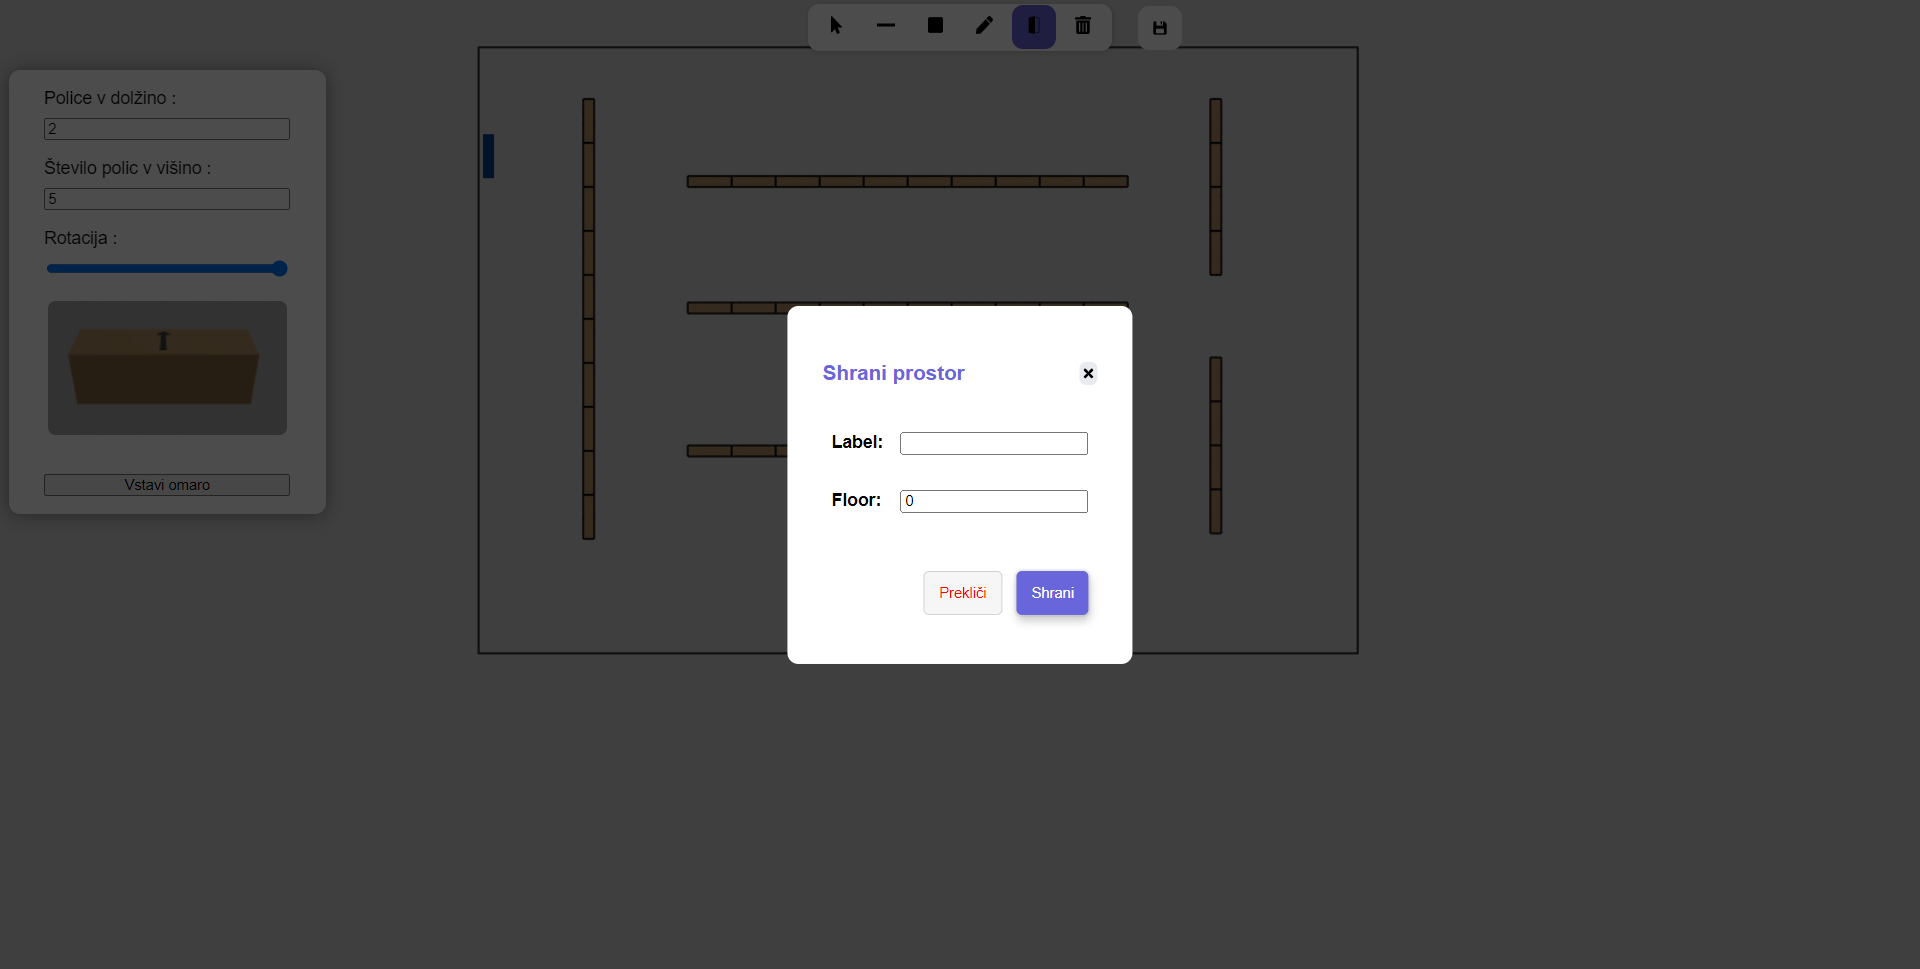 Police v dolžino :
2
Število polic v višino :
5
Rotacija :
Vstavi omaro
Shrani prostor
Label:
Floor: 0
Prekliči Shrani